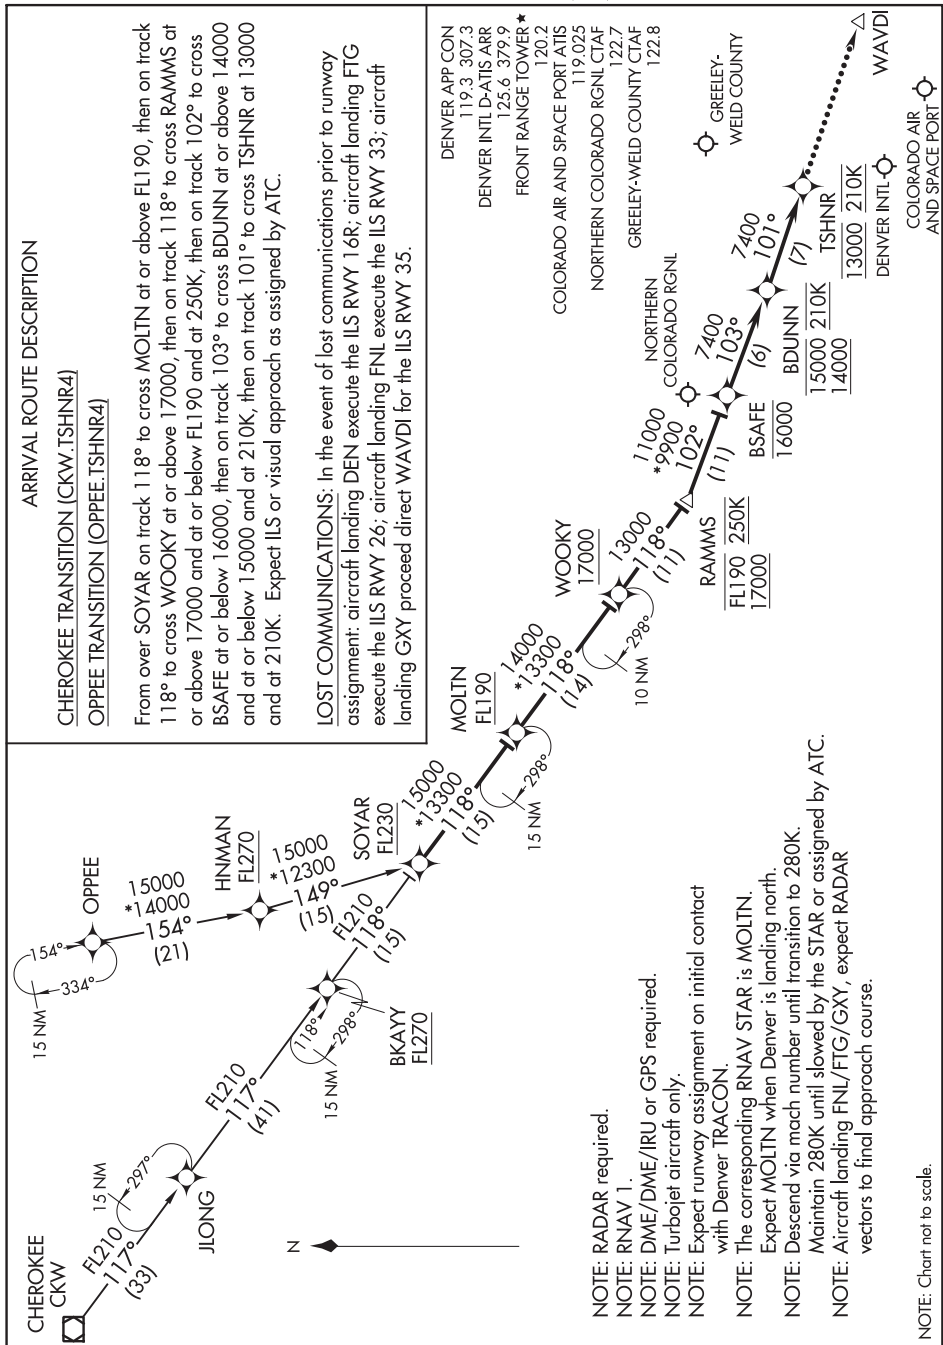 ARRIVAL ROUTE DESCRIPTION
CHEROKEE TRANSITION (CKW.TSHNR4)
OPPEE TRANSITION (OPPEE.TSHNR4)
From over SOYAR on track 118° to cross MOLTN at or above FL190, then on track
118° to cross WOOKY at or above 17000, then on track 118° to cross RAMMS at
or above 17000 and at or below FL190 and at 250K, then on track 102° to cross
BSAFE at or below 16000, then on track 103° to cross BDUNN at or above 14000
and at or below 15000 and at 210K, then on track 101° to cross TSHNR at 13000
and at 210K. Expect ILS or visual approach as assigned by ATC.
LOST COMMUNICATIONS: In the event of lost communications prior to runway
assignment: aircraft landing DEN execute the ILS RWY 16R; aircraft landing FTG
execute the ILS RWY 26; aircraft landing FNL execute the ILS RWY 33; aircraft
landing GXY proceed direct WAVDI for the ILS RWY 35.
DENVER APP CON
119.3 307.3
DENVER INTL D-ATIS ARR
125.6 379.9
FRONT RANGE TOWER★
120.2
COLORADO AIR AND SPACE PORT ATIS
119.025
NORTHERN COLORADO RGNL CTAF
122.7
GREELEY-WELD COUNTY CTAF
122.8
CHEROKEE
CKW
FL210
117°
(33)
15 NM
297°
JLONG
FL210
117°
(41)
118°
298°
15 NM
BKAYY
FL270
FL210
118°
(15)
15 NM
154°
334°
OPPEE
15000
*14000
154°
(21)
HNMAN
FL270
15000
*12300
149°
(15)
SOYAR
FL230
15000
*13300
118°
(15)
MOLTN
FL190
298°
15 NM
14000
*13300
118°
(14)
WOOKY
17000
298°
10 NM
13000
118°
(11)
RAMMS
FL190 250K
17000
11000
*9900
102°
(11)
NORTHERN
COLORADO RGNL
BSAFE
16000
7400
103°
(6)
BDUNN
15000 210K
14000
7400
101°
(7)
TSHNR
13000 210K
WAVDI
GREELEY-
WELD COUNTY
DENVER INTL
COLORADO AIR
AND SPACE PORT
N
NOTE: RADAR required.
NOTE: RNAV 1.
NOTE: DME/DME/IRU or GPS required.
NOTE: Turbojet aircraft only.
NOTE: Expect runway assignment on initial contact
with Denver TRACON.
NOTE: The corresponding RNAV STAR is MOLTN.
Expect MOLTN when Denver is landing north.
NOTE: Descend via mach number until transition to 280K.
Maintain 280K until slowed by the STAR or assigned by ATC.
NOTE: Aircraft landing FNL/FTG/GXY, expect RADAR
vectors to final approach course.
NOTE: Chart not to scale.